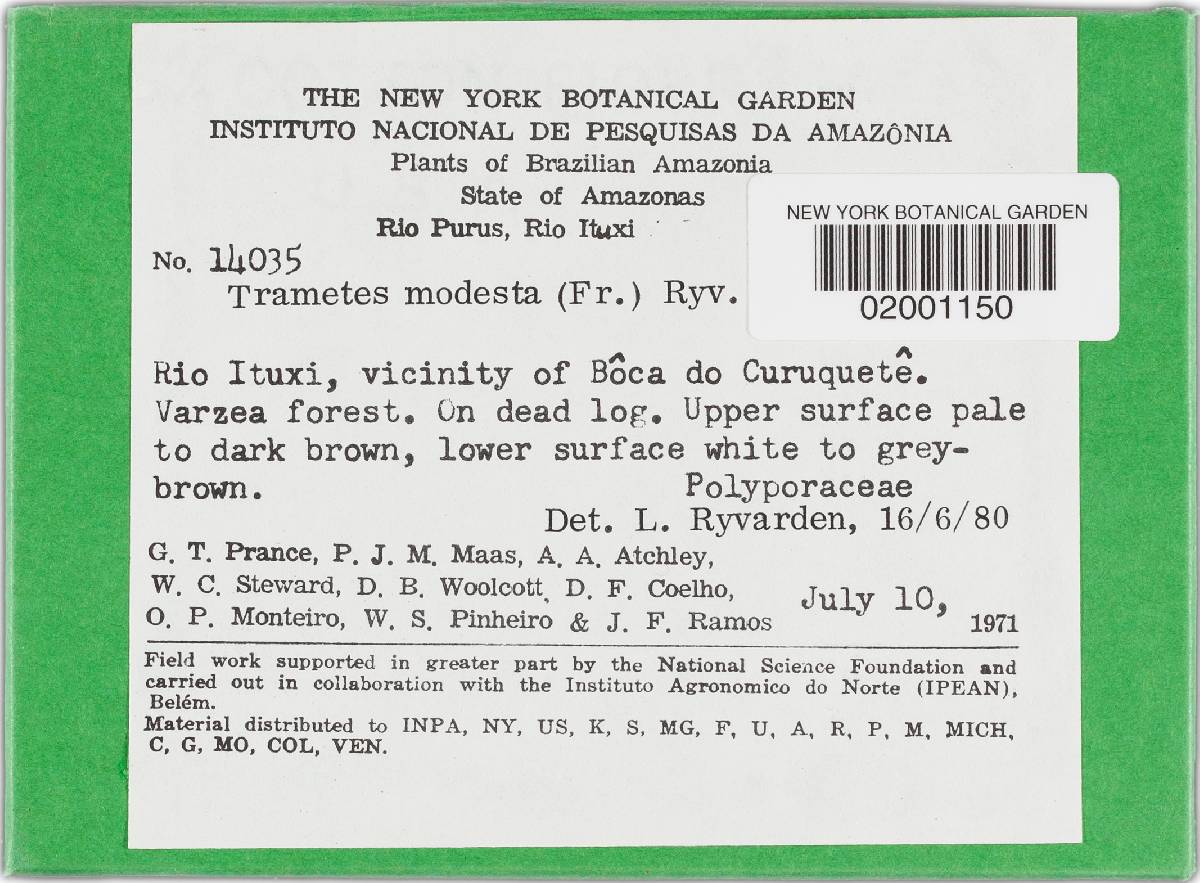 THE NEW YORK BOTANICAL GARDEN
INSTITUTO NACIONAL DE PESQUISAS DA AMAZÔNIA
Plants of Brazilian Amazonia
State of Amazonas
Rio Purus, Rio Ituxi
No. 14035
Trametes modesta (Fr.) Ryv.
NEW YORK BOTANICAL GARDEN
02001150
Rio Ituxi, vicinity of Bôca do Curuquetê.
Varzea forest. On dead log. Upper surface pale
to dark brown, lower surface white to grey-
brown.
Polyporaceae
Det. L. Ryvarden, 16/6/80
G. T. Prance, P. J. M. Maas, A. A. Atchley,
W. C. Steward, D. B. Woolcott, D. F. Coelho,
O. P. Monteiro, W. S. Pinheiro & J. F. Ramos
July 10, 1971
Field work supported in greater part by the National Science Foundation and
carried out in collaboration with the Instituto Agronomico do Norte (IPEAN),
Belém.
Material distributed to INPA, NY, US, K, S, MG, F, U, A, R, P, M, MICH,
C, G, MO, COL, VEN.